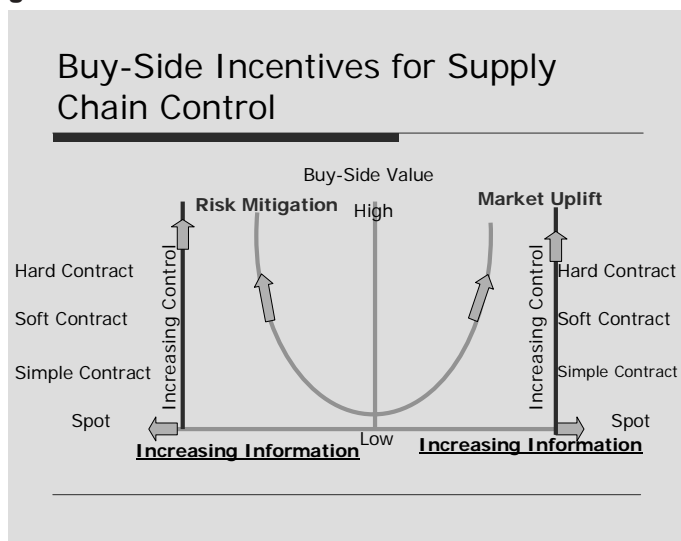 Buy-Side Incentives for Supply
Chain Control
Buy-Side Value
Risk Mitigation
High
Market Uplift
Hard Contract
Soft Contract
Simple Contract
Spot
Increasing Control
Increasing Control
Hard Contract
Soft Contract
Simple Contract
Spot
Low
Increasing Information
Increasing Information